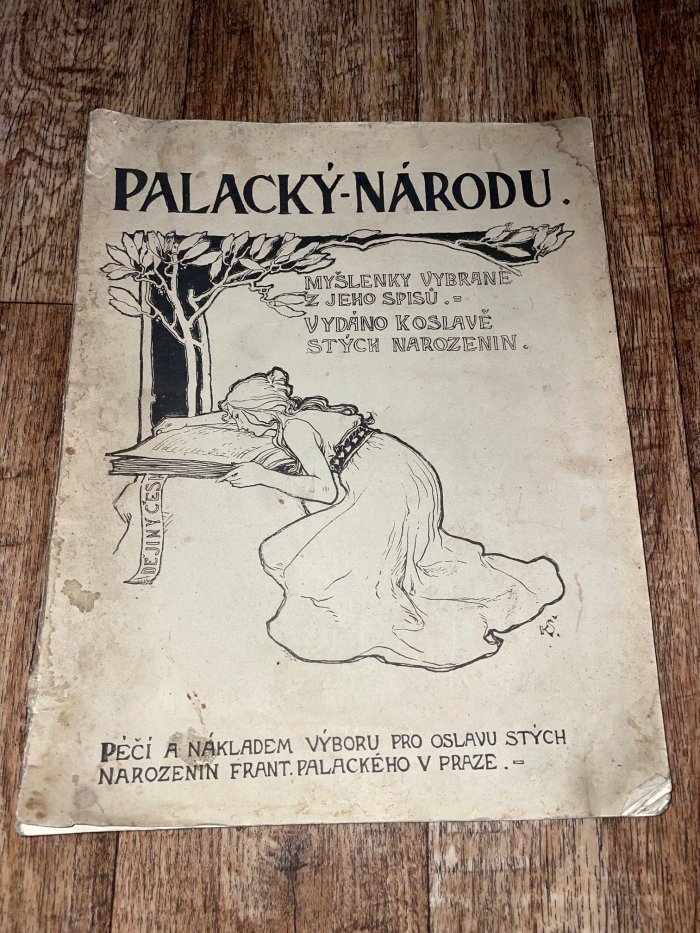 PALACKÝ-NÁRODU.
MYŠLENKY VYBRANÉ
Z JEHO SPISŮ.=
VYDÁNO K OSLAVĚ
STÝCH NAROZENIN.
DĚJINY ČESK
PÉČÍ A NÁKLADEM VÝBORU PRO OSLAVU STÝCH
NAROZENIN FRANT. PALACKÉHO V PRAZE.=